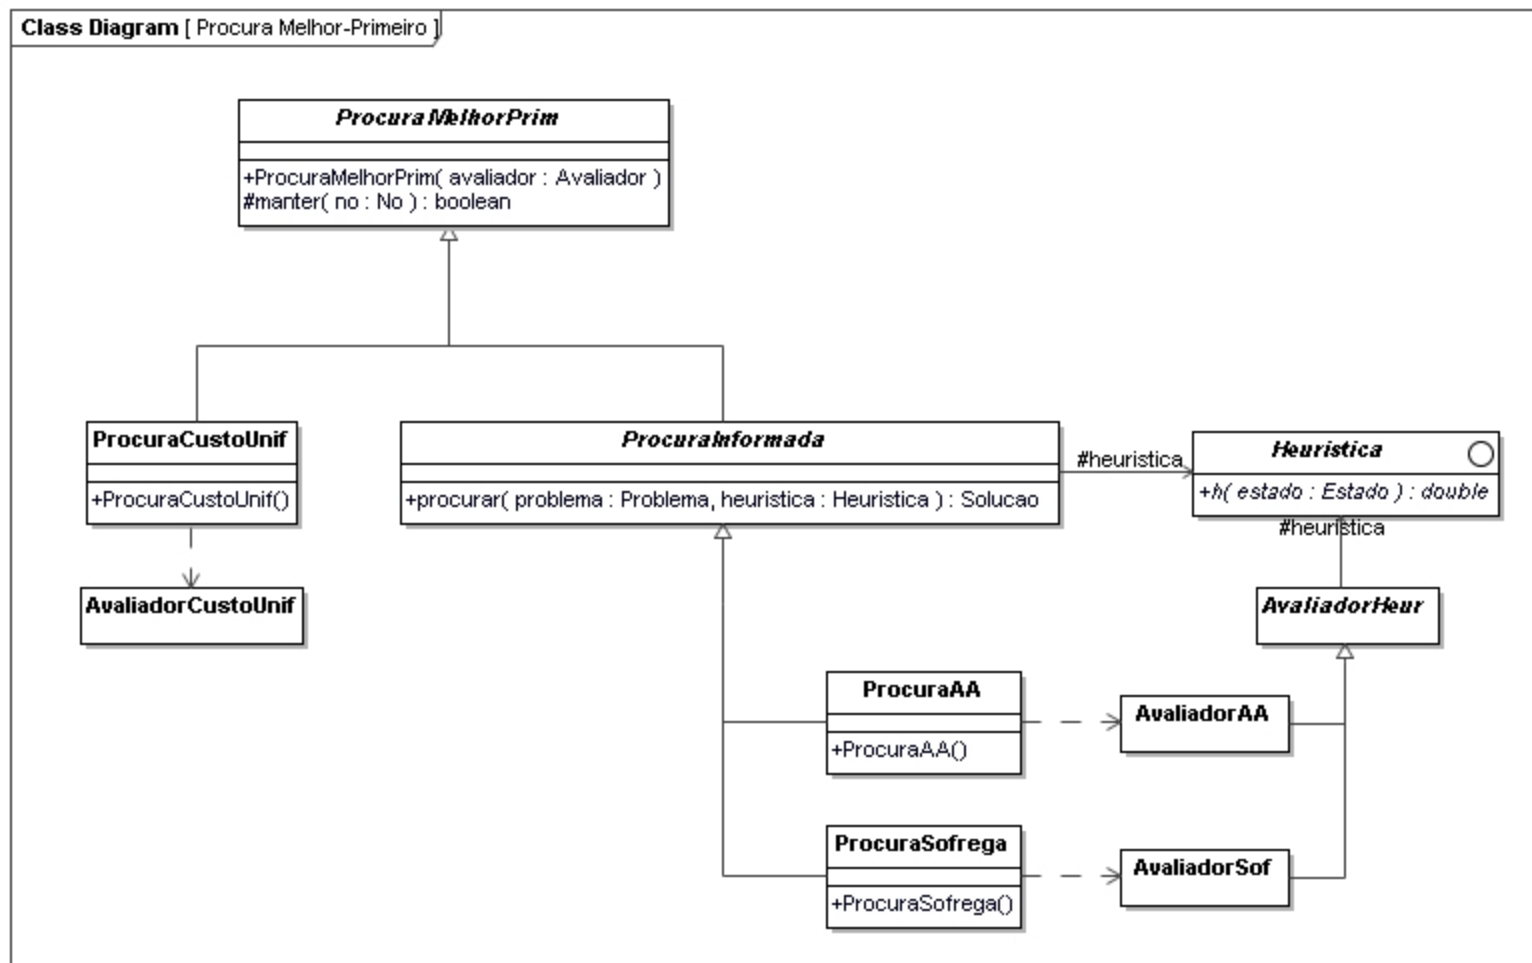 Class Diagram [ Procura Melhor-Primeiro ]
ProcuraMelhorPrim
+ProcuraMelhorPrim( avaliador : Avaliador )
#manter( no : No ) : boolean
ProcuraCustoUnif
+ProcuraCustoUnif()
ProcuraInformada
+procurar( problema : Problema, heuristica : Heuristica ) : Solucao
#heuristica
Heuristica
+h( estado : Estado ) : double
#heuristica
AvaliadorCustoUnif
AvaliadorHeur
ProcuraAA
+ProcuraAA()
AvaliadorAA
ProcuraSofrega
+ProcuraSofrega()
AvaliadorSof